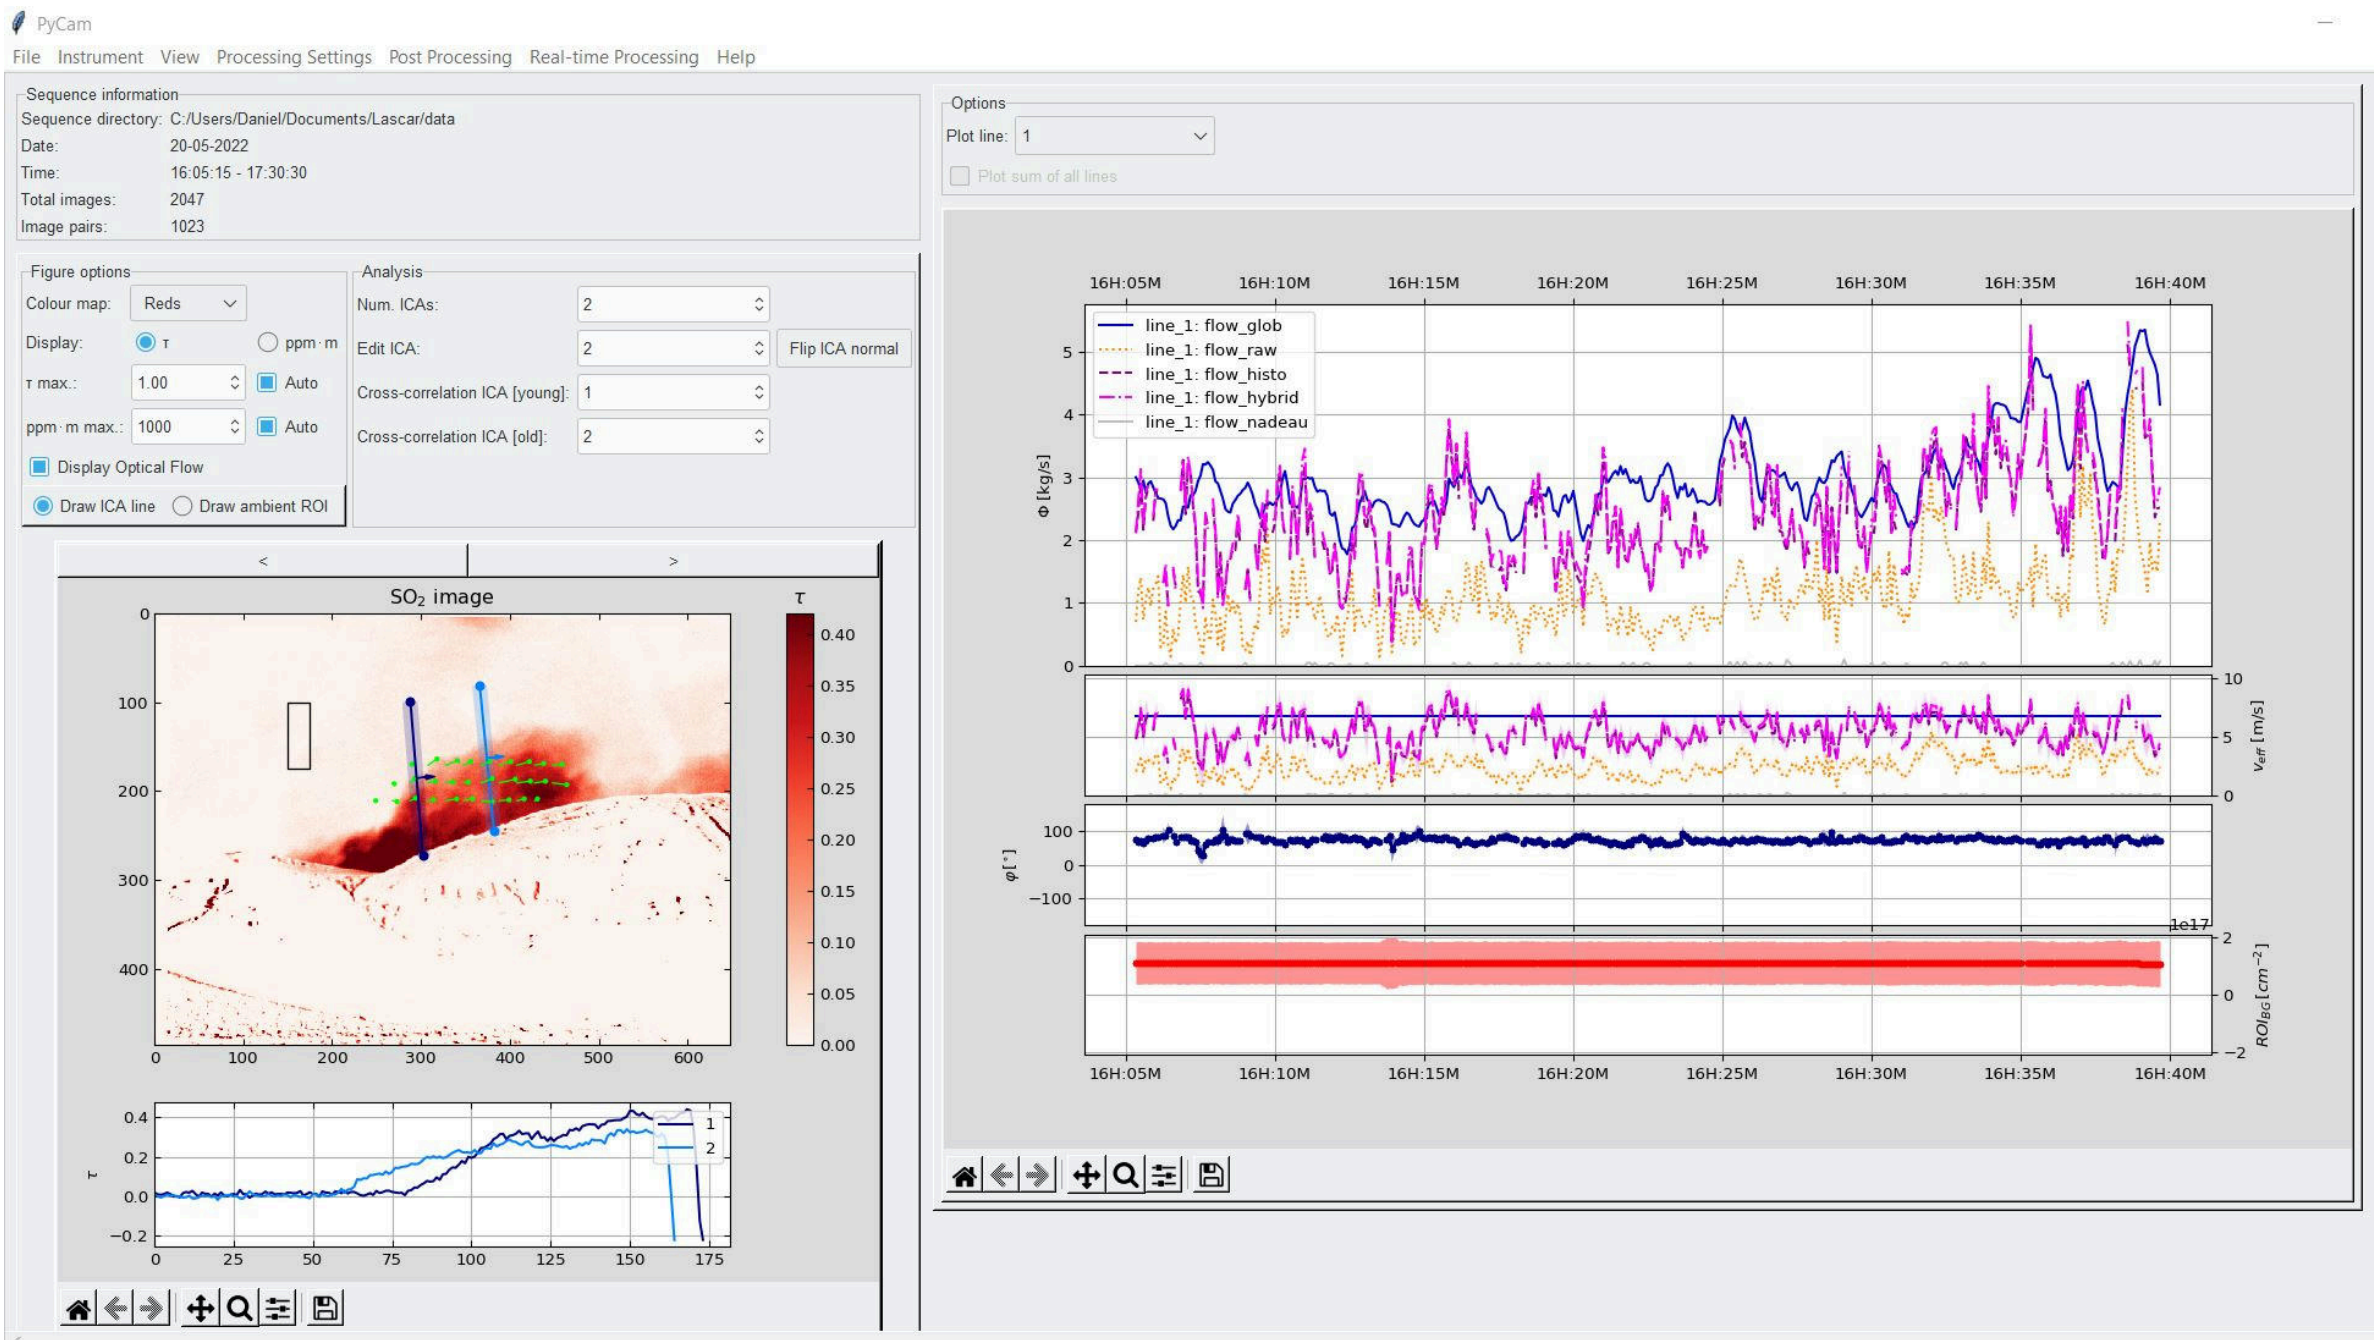 PyCam
File Instrument View Processing Settings Post Processing Real-time Processing Help
Sequence information
Sequence directory: C:/Users/Daniel/Documents/Lascar/data
Date: 20-05-2022
Time: 16:05:15 - 17:30:30
Total images: 2047
Image pairs: 1023
Figure options
Colour map: Reds
Display: τ ppm·m
τ max.: 1.00 Auto
ppm·m max.: 1000 Auto
Display Optical Flow
Draw ICA line Draw ambient ROI
Analysis
Num. ICAs: 2
Edit ICA: 2 Flip ICA normal
Cross-correlation ICA [young]: 1
Cross-correlation ICA [old]: 2
< >
SO₂ image
τ
0
100
200
300
400
0 100 200 300 400 500 600
0.40
0.35
0.30
0.25
0.20
0.15
0.10
0.05
0.00
τ
0.4
0.2
0.0
−0.2
0 25 50 75 100 125 150 175
1
2
Options
Plot line: 1
Plot sum of all lines
16H:05M 16H:10M 16H:15M 16H:20M 16H:25M 16H:30M 16H:35M 16H:40M
line_1: flow_glob
line_1: flow_raw
line_1: flow_histo
line_1: flow_hybrid
line_1: flow_nadeau
Φ [kg/s]
5
4
3
2
1
0
10
5
0
v_eff [m/s]
φ [°]
100
0
−100
1e17
2
0
−2
ROI_BG [cm⁻²]
16H:05M 16H:10M 16H:15M 16H:20M 16H:25M 16H:30M 16H:35M 16H:40M